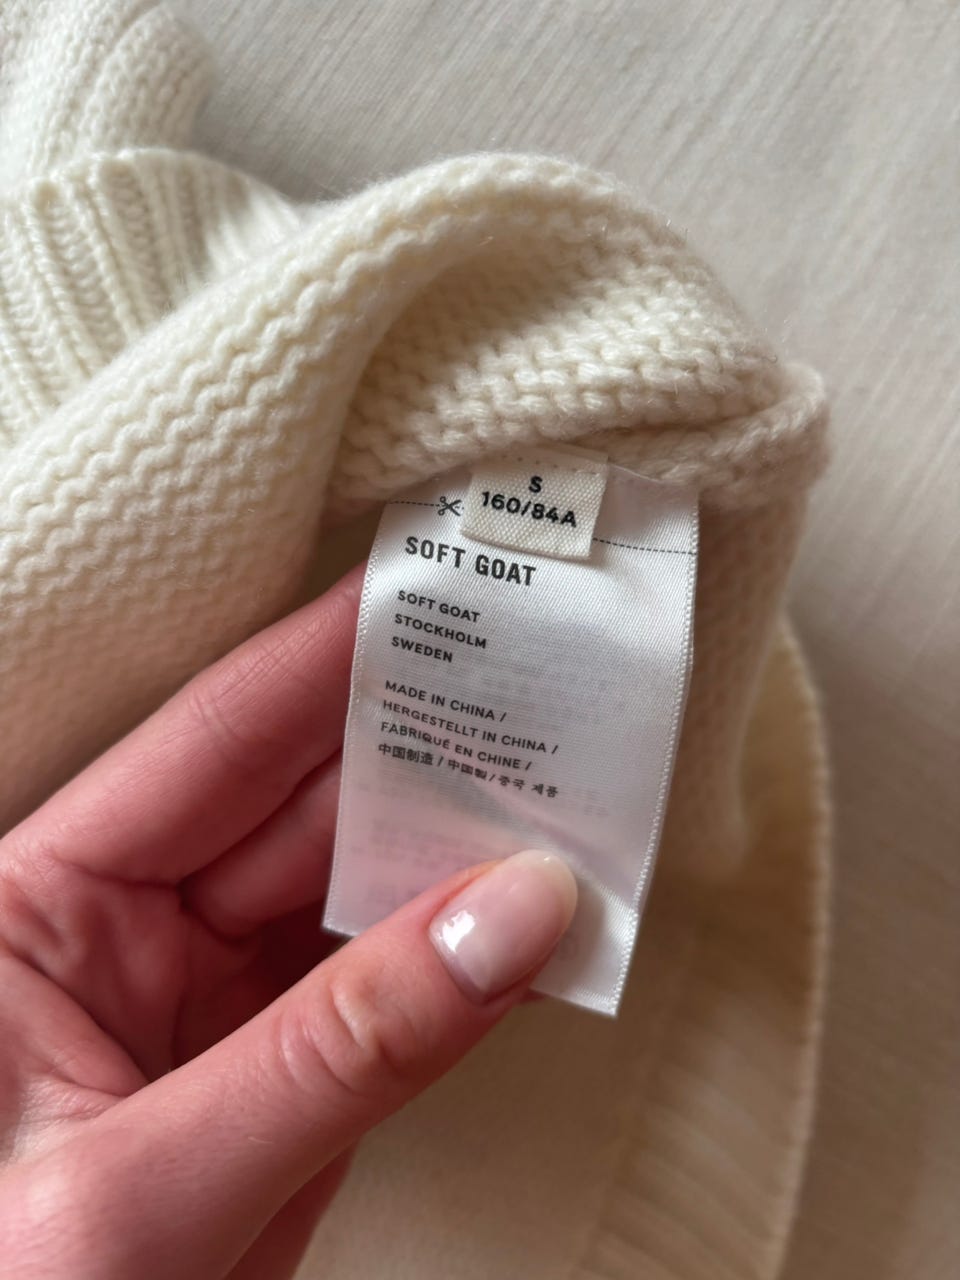 S
160/84A
SOFT GOAT
SOFT GOAT
STOCKHOLM
SWEDEN
MADE IN CHINA /
HERGESTELLT IN CHINA /
FABRIQUÉ EN CHINE /
中国制造 / 中国製 / 중국 제품